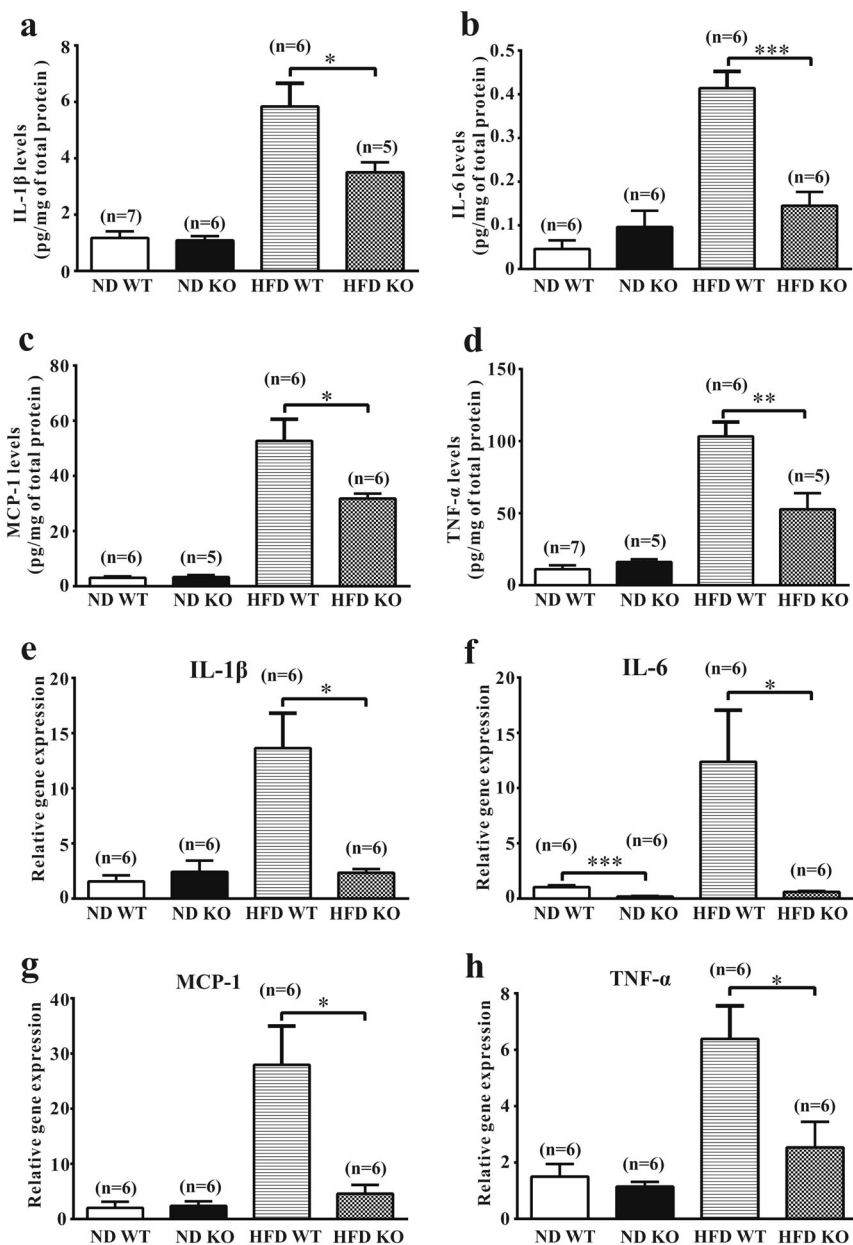 a
IL-1β levels
(pg/mg of total protein )
8
6
4
2
0
(n=7)
(n=6)
(n=6)
*
(n=5)
ND WT ND KO HFD WT HFD KO
b
IL-6 levels
(pg/mg of total protein )
0.5
0.4
0.3
0.2
0.1
0
(n=6)
(n=6)
(n=6)
***
(n=6)
ND WT ND KO HFD WT HFD KO
c
MCP-1 levels
(pg/mg of total protein )
80
60
40
20
0
(n=6)
(n=5)
(n=6)
*
(n=6)
ND WT ND KO HFD WT HFD KO
d
TNF-α levels
(pg/mg of total protein )
150
100
50
0
(n=7)
(n=5)
(n=6)
**
(n=5)
ND WT ND KO HFD WT HFD KO
e
IL-1β
Relative gene expression
20
15
10
5
0
(n=6)
(n=6)
(n=6)
*
(n=6)
ND WT ND KO HFD WT HFD KO
f
IL-6
Relative gene expression
20
15
10
5
0
(n=6)
***
(n=6)
(n=6)
*
(n=6)
ND WT ND KO HFD WT HFD KO
g
MCP-1
Relative gene expression
40
30
20
10
0
(n=6)
(n=6)
(n=6)
*
(n=6)
ND WT ND KO HFD WT HFD KO
h
TNF-α
Relative gene expression
8
6
4
2
0
(n=6)
(n=6)
(n=6)
*
(n=6)
ND WT ND KO HFD WT HFD KO